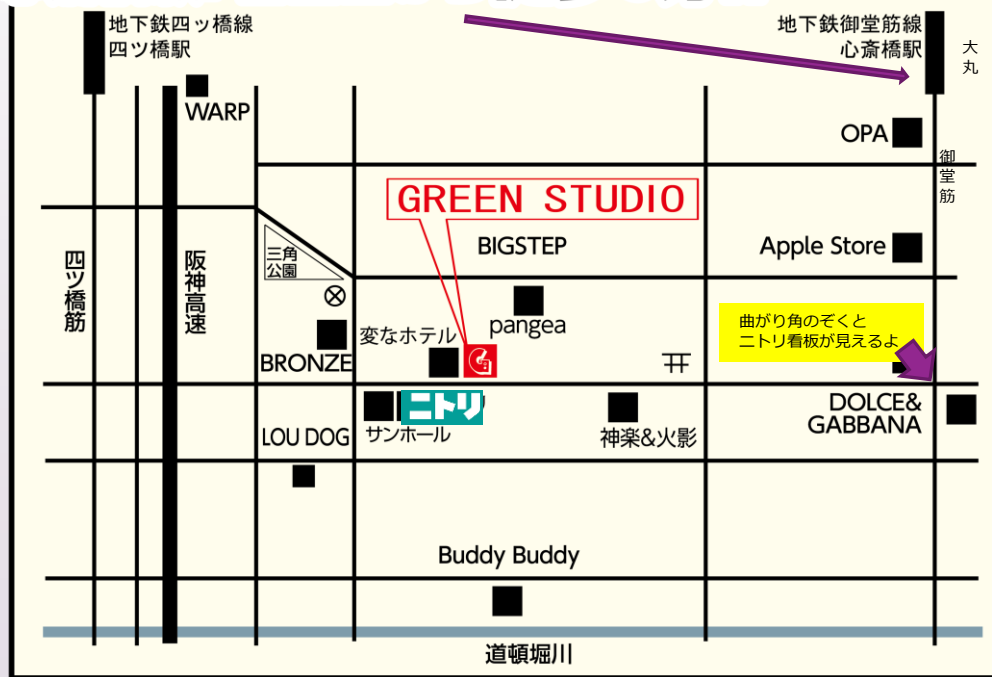 地下鉄四ッ橋線
四ツ橋駅
地下鉄御堂筋線
心斎橋駅
大丸
WARP
OPA
御堂筋
GREEN STUDIO
BIGSTEP
Apple Store
四ツ橋筋
阪神高速
三角
公園
pangea
曲がり角のぞくと
ニトリ看板が見えるよ
変なホテル
BRONZE
ニトリ
DOLCE&
GABBANA
LOU DOG
サンホール
神楽&火影
Buddy Buddy
道頓堀川